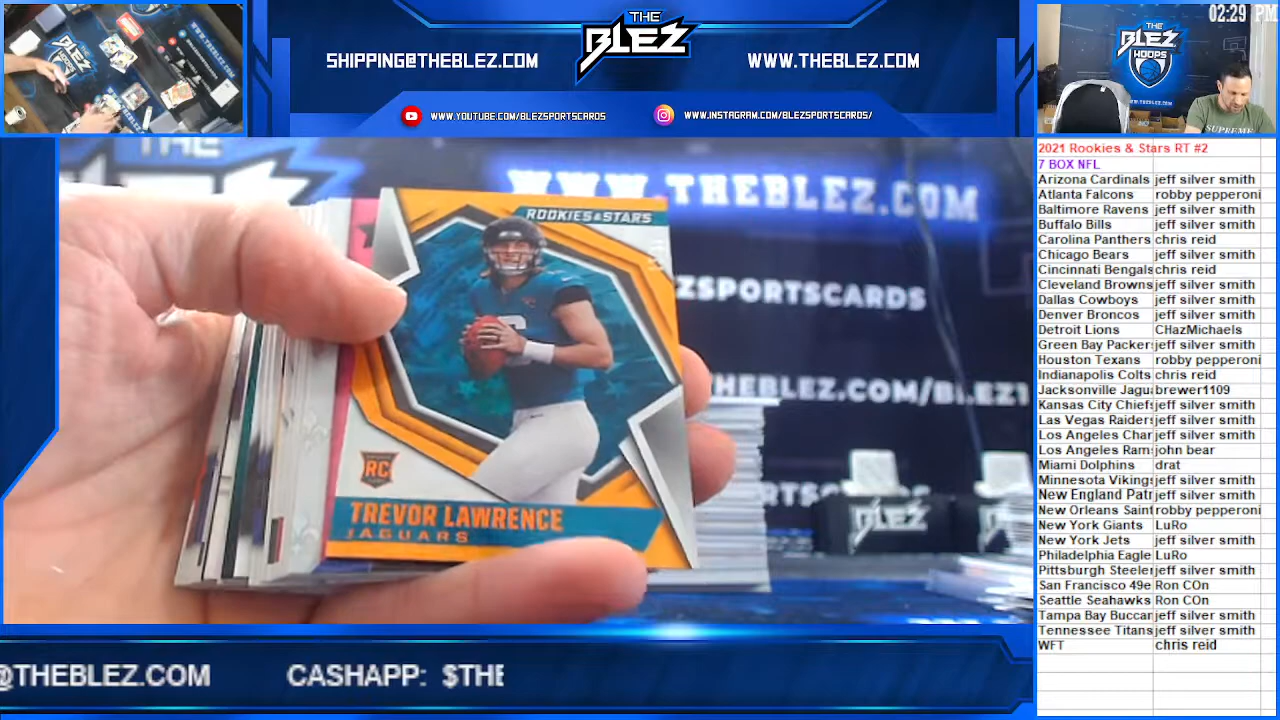 02:29 PM
SHIPPING@THEBLEZ.COM
THE
BLEZ
WWW.THEBLEZ.COM
WWW.YOUTUBE.COM/BLEZSPORTSCARDS
WWW.INSTAGRAM.COM/BLEZSPORTSCARDS/
THE
BLEZ
HOOPS
SUPREME
THE
WWW.THEBLEZ.COM
ZSPORTSCARDS
HEBLEZ.COM/BLEZ1
BLEZ
ROOKIES & STARS
RC
TREVOR LAWRENCE
JAGUARS
2021 Rookies & Stars RT #2
7 BOX NFL
Arizona Cardinals jeff silver smith
Atlanta Falcons robby pepperoni
Baltimore Ravens jeff silver smith
Buffalo Bills jeff silver smith
Carolina Panthers chris reid
Chicago Bears jeff silver smith
Cincinnati Bengals chris reid
Cleveland Browns jeff silver smith
Dallas Cowboys jeff silver smith
Denver Broncos jeff silver smith
Detroit Lions CHazMichaels
Green Bay Packer jeff silver smith
Houston Texans robby pepperoni
Indianapolis Colts chris reid
Jacksonville Jagua brewer1109
Kansas City Chiefs jeff silver smith
Las Vegas Raiders jeff silver smith
Los Angeles Char jeff silver smith
Los Angeles Ram john bear
Miami Dolphins drat
Minnesota Vikings jeff silver smith
New England Patr jeff silver smith
New Orleans Saint robby pepperoni
New York Giants LuRo
New York Jets jeff silver smith
Philadelphia Eagle LuRo
Pittsburgh Steeler jeff silver smith
San Francisco 49e Ron COn
Seattle Seahawks Ron COn
Tampa Bay Buccar jeff silver smith
Tennessee Titans jeff silver smith
WFT chris reid
@THEBLEZ.COM CASHAPP: $THE